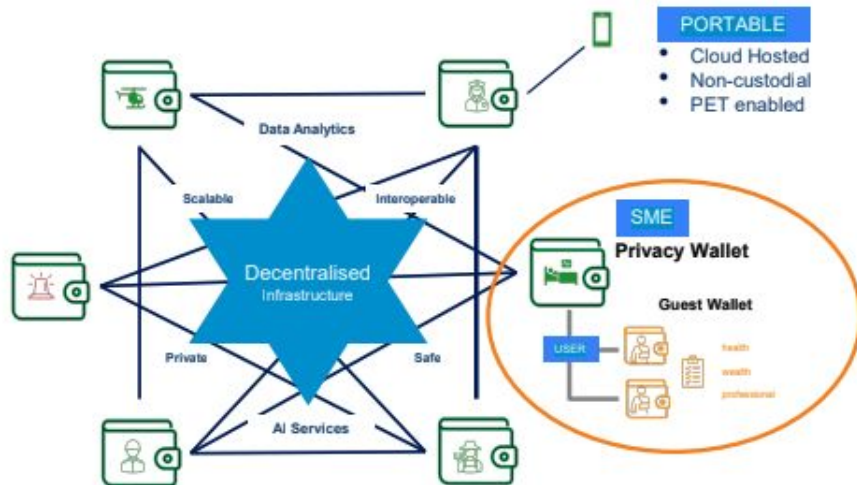 PORTABLE
• Cloud Hosted
• Non-custodial
• PET enabled
Data Analytics
Scalable
Interoperable
SME
Privacy Wallet
Decentralised
Infrastructure
Guest Wallet
USER
health
wealth
professional
Private
Safe
AI Services